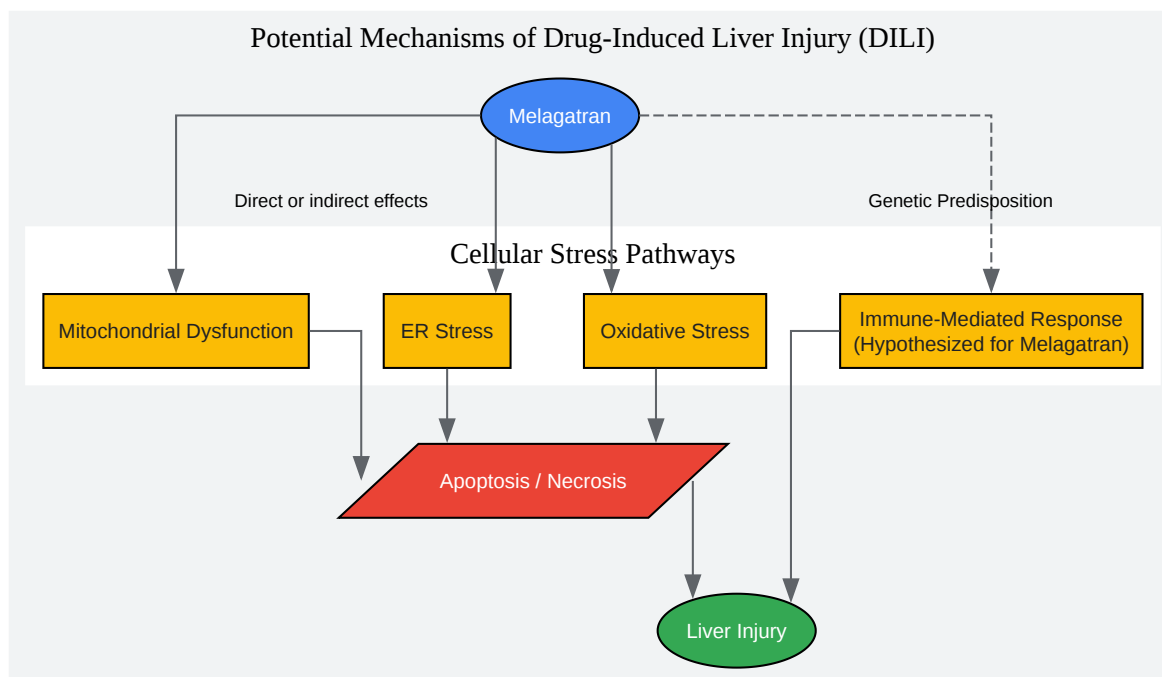 Potential Mechanisms of Drug-Induced Liver Injury (DILI)
Melagatran
Direct or indirect effects
Genetic Predisposition
Cellular Stress Pathways
Mitochondrial Dysfunction
ER Stress
Oxidative Stress
Immune-Mediated Response
(Hypothesized for Melagatran)
Apoptosis / Necrosis
Liver Injury